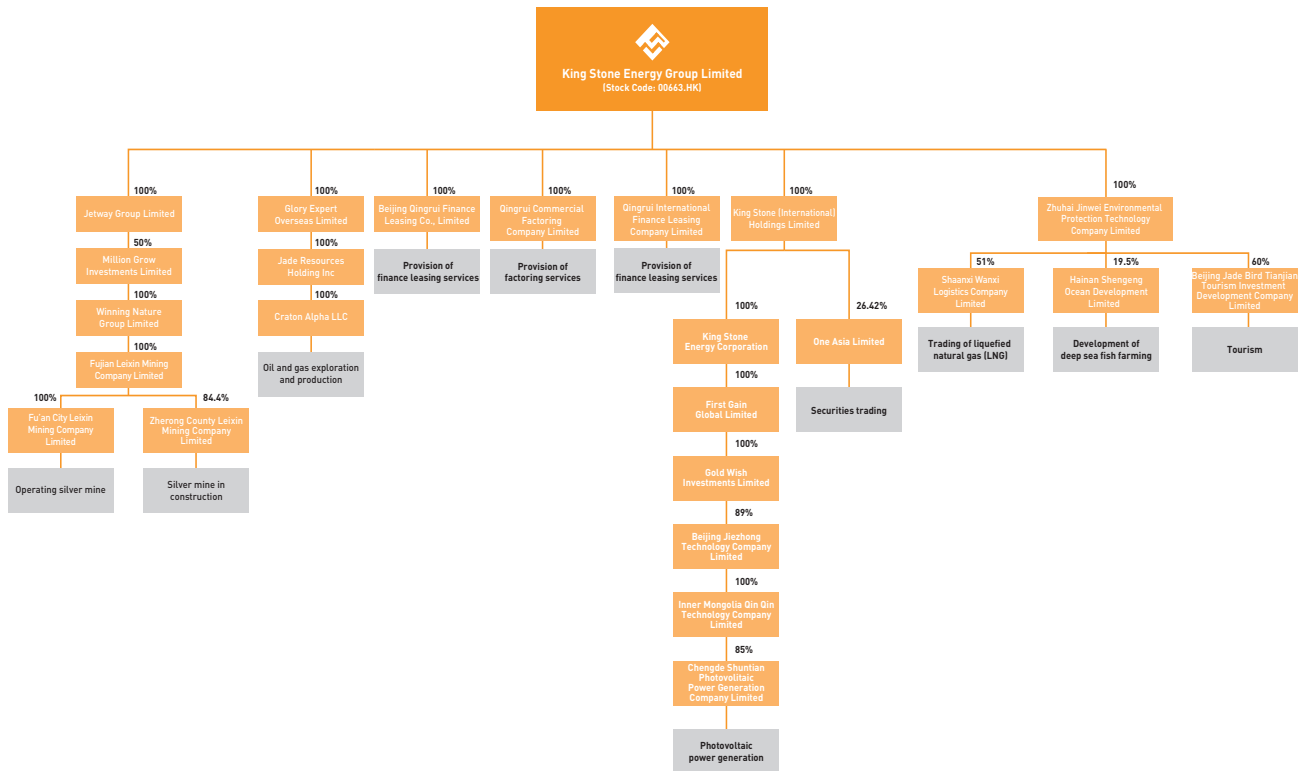 King Stone Energy Group Limited
(Stock Code: 00663.HK)
100%
100%
100%
100%
100%
100%
100%
Jetway Group Limited
Glory Expert
Overseas Limited
Beijing Qingrui Finance
Leasing Co., Limited
Qingrui Commercial
Factoring
Company Limited
Qingrui International
Finance Leasing
Company Limited
King Stone (International)
Holdings Limited
Zhuhai Jinwei Environmental
Protection Technology
Company Limited
50%
Million Grow
Investments Limited
100%
Winning Nature
Group Limited
100%
Fujian Leixin Mining
Company Limited
100%
Fu'an City Leixin
Mining Company
Limited
Operating silver mine
84.4%
Zherong County Leixin
Mining Company
Limited
Silver mine in
construction
100%
Jade Resources
Holding Inc
100%
Craton Alpha LLC
Oil and gas exploration
and production
Provision of
finance leasing services
Provision of
factoring services
Provision of
finance leasing services
100%
King Stone
Energy Corporation
100%
First Gain
Global Limited
100%
Gold Wish
Investments Limited
89%
Beijing Jiezhong
Technology Company
Limited
100%
Inner Mongolia Qin Qin
Technology Company
Limited
85%
Chengde Shuntian
Photovolitaic
Power Generation
Company Limited
Photovoltaic
power generation
26.42%
One Asia Limited
Securities trading
51%
Shaanxi Wanxi
Logistics Company
Limited
Trading of liquefied
natural gas (LNG)
19.5%
Hainan Shengeng
Ocean Development
Limited
Development of
deep sea fish farming
60%
Beijing Jade Bird Tianjian
Tourism Investment
Development Company
Limited
Tourism